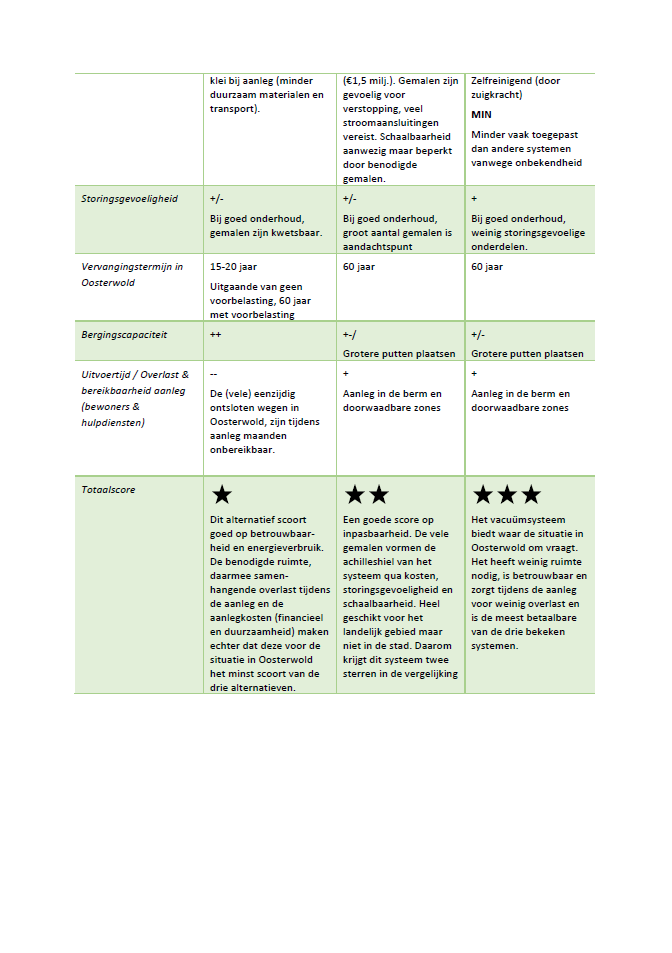 klei bij aanleg (minder
duurzaam materialen en
transport).
(€1,5 milj.). Gemalen zijn
gevoelig voor
verstopping, veel
stroomaansluitingen
vereist. Schaalbaarheid
aanwezig maar beperkt
door benodigde
gemalen.
Zelfreinigend (door
zuigkracht)
MIN
Minder vaak toegepast
dan andere systemen
vanwege onbekendheid
Storingsgevoeligheid
+/-
Bij goed onderhoud,
gemalen zijn kwetsbaar.
+/-
Bij goed onderhoud,
groot aantal gemalen is
aandachtspunt
+
Bij goed onderhoud,
weinig storingsgevoelige
onderdelen.
Vervangingstermijn in
Oosterwold
15-20 jaar
Uitgaande van geen
voorbelasting, 60 jaar
met voorbelasting
60 jaar
60 jaar
Bergingscapaciteit
++
+-/
Grotere putten plaatsen
+/-
Grotere putten plaatsen
Uitvoertijd / Overlast &
bereikbaarheid aanleg
(bewoners &
hulpdiensten)
--
De (vele) eenzijdig
ontsloten wegen in
Oosterwold, zijn tijdens
aanleg maanden
onbereikbaar.
+
Aanleg in de berm en
doorwaadbare zones
+
Aanleg in de berm en
doorwaadbare zones
Totaalscore
★
Dit alternatief scoort
goed op betrouwbaar-
heid en energieverbruik.
De benodigde ruimte,
daarmee samen-
hangende overlast tijdens
de aanleg en de
aanlegkosten (financieel
en duurzaamheid) maken
echter dat deze voor de
situatie in Oosterwold
het minst scoort van de
drie alternatieven.
★★
Een goede score op
inpasbaarheid. De vele
gemalen vormen de
achilleshiel van het
systeem qua kosten,
storingsgevoeligheid en
schaalbaarheid. Heel
geschikt voor het
landelijk gebied maar
niet in de stad. Daarom
krijgt dit systeem twee
sterren in de vergelijking
★★★
Het vacuümsysteem
biedt waar de situatie in
Oosterwold om vraagt.
Het heeft weinig ruimte
nodig, is betrouwbaar en
zorgt tijdens de aanleg
voor weinig overlast en
is de meest betaalbare
van de drie bekeken
systemen.